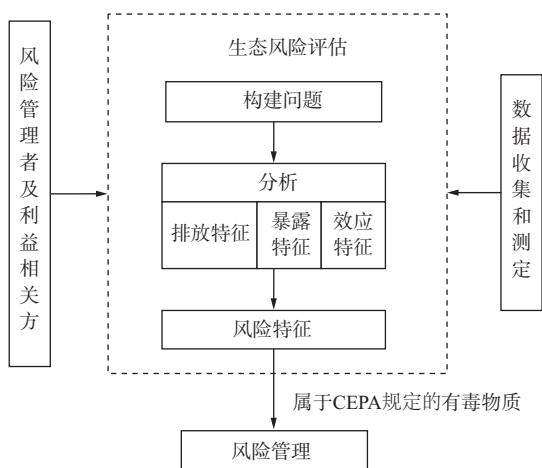 风险管理者及利益相关方
生态风险评估
构建问题
分析
排放特征
暴露
特征
效应
特征
风险特征
数据收集和测定
属于CEPA规定的有毒物质
风险管理